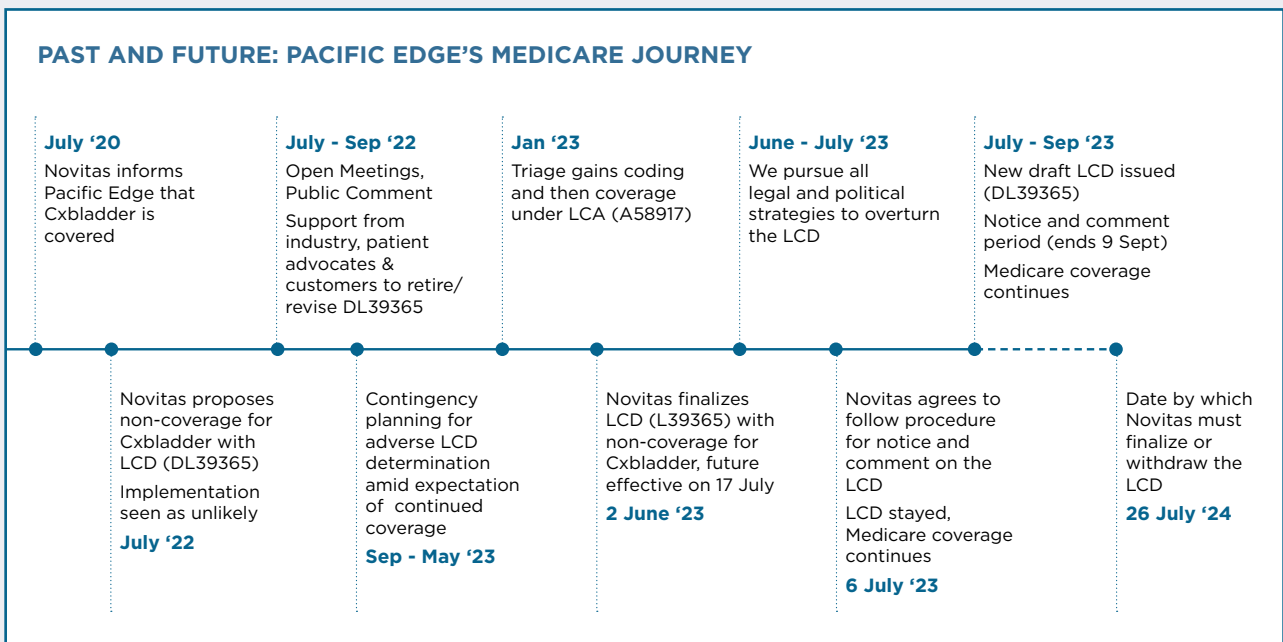 PAST AND FUTURE: PACIFIC EDGE’S MEDICARE JOURNEY
July ‘20
Novitas informs
Pacific Edge that
Cxbladder is
covered
July - Sep ‘22
Open Meetings,
Public Comment
Support from
industry, patient
advocates &
customers to retire/
revise DL39365
Jan ‘23
Triage gains coding
and then coverage
under LCA (A58917)
June - July ‘23
We pursue all
legal and political
strategies to overturn
the LCD
July - Sep ‘23
New draft LCD issued
(DL39365)
Notice and comment
period (ends 9 Sept)
Medicare coverage
continues
Novitas proposes
non-coverage for
Cxbladder with
LCD (DL39365)
Implementation
seen as unlikely
July ‘22
Contingency
planning for
adverse LCD
determination
amid expectation
of continued
coverage
Sep - May ‘23
Novitas finalizes
LCD (L39365) with
non-coverage for
Cxbladder, future
effective on 17 July
2 June ‘23
Novitas agrees to
follow procedure
for notice and
comment on the
LCD
LCD stayed,
Medicare coverage
continues
6 July ‘23
Date by which
Novitas must
finalize or
withdraw the
LCD
26 July ‘24